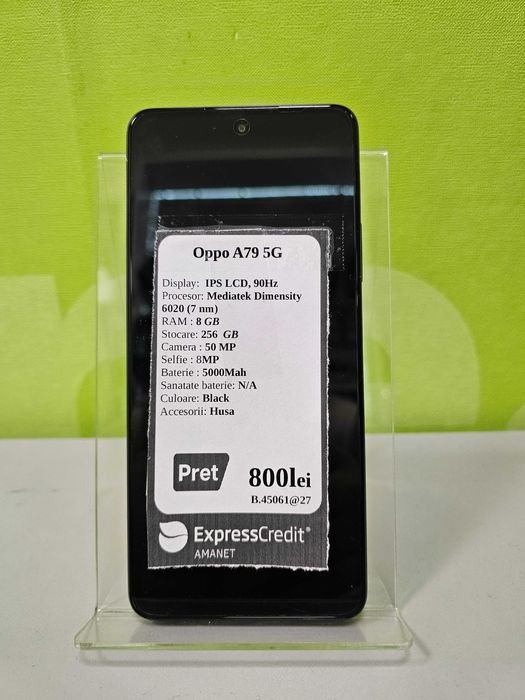 Oppo A79 5G
Display: IPS LCD, 90Hz
Procesor: Mediatek Dimensity
6020 (7 nm)
RAM : 8 GB
Stocare: 256 GB
Camera : 50 MP
Selfie : 8MP
Baterie : 5000Mah
Sanatate baterie: N/A
Culoare: Black
Accesorii: Husa
Pret 800lei
B.45061@27
ExpressCredit®
AMANET